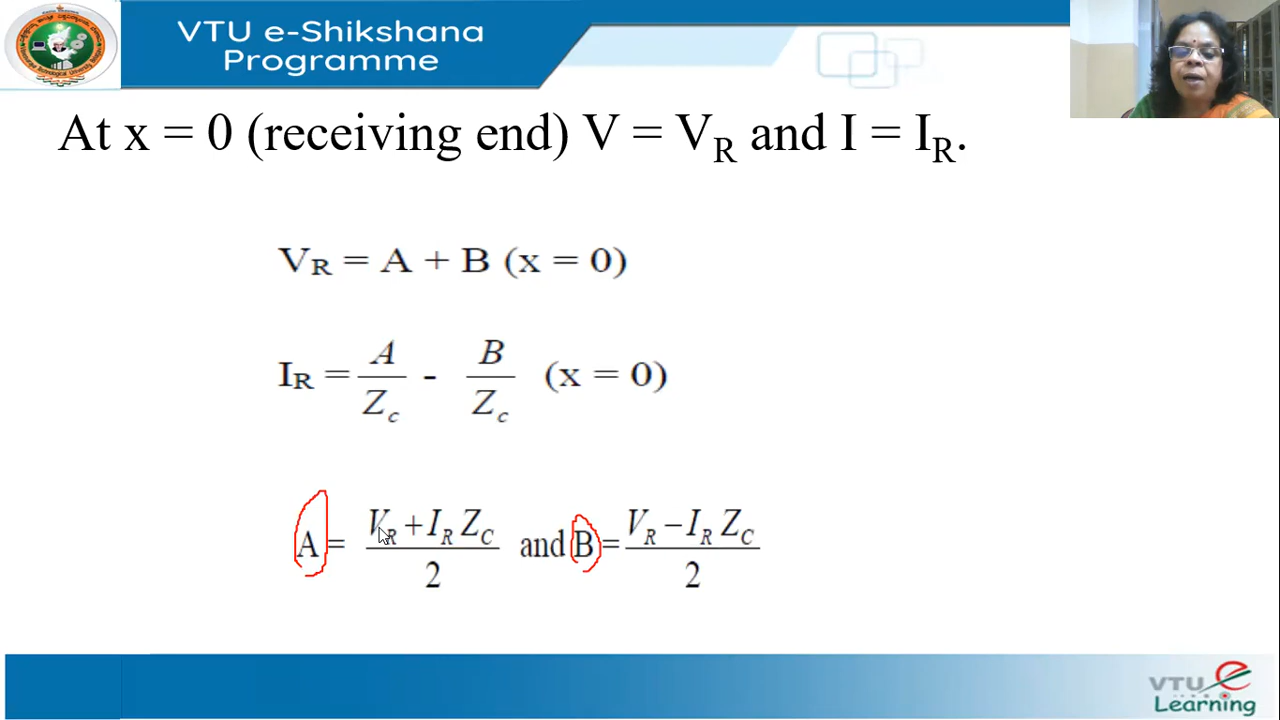 VTU e-Shikshana
Programme
At x = 0 (receiving end) V = V_R and I = I_R.
V_R = A + B (x = 0)
I_R = A/Z_c - B/Z_c (x = 0)
A = (V_R + I_R Z_C)/2 and B = (V_R − I_R Z_C)/2
VTU e
Learning